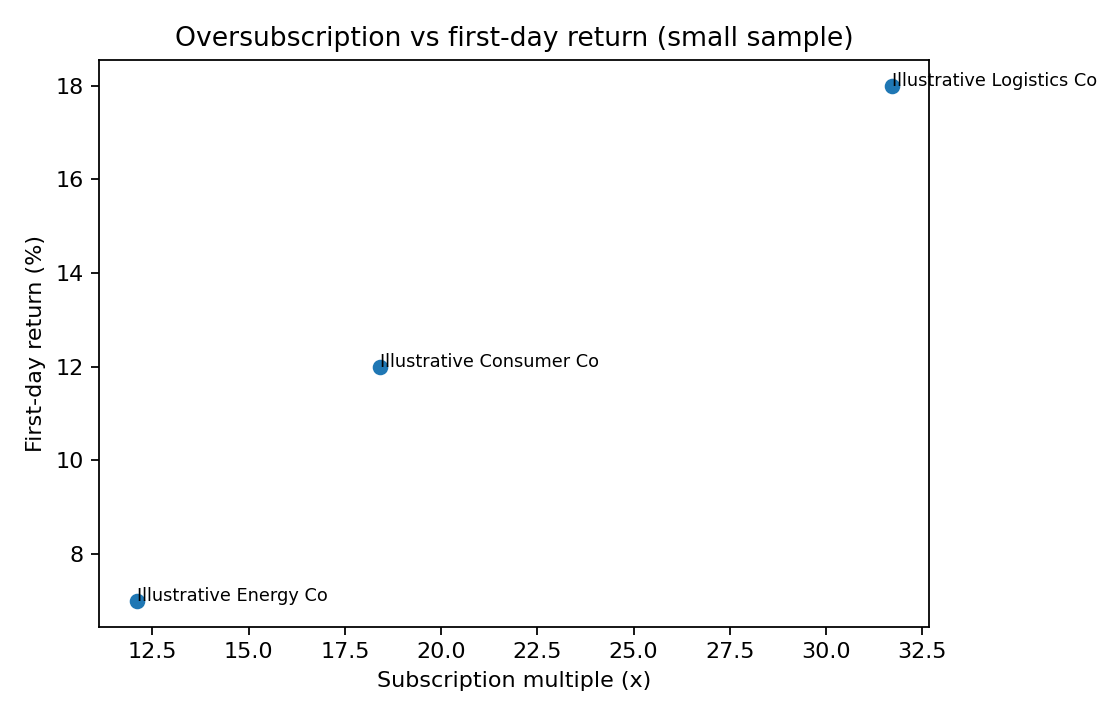 Oversubscription vs first-day return (small sample)
18
Illustrative Logistics Co
16
14
First-day return (%)
12
Illustrative Consumer Co
10
8
Illustrative Energy Co
12.5 15.0 17.5 20.0 22.5 25.0 27.5 30.0 32.5
Subscription multiple (x)